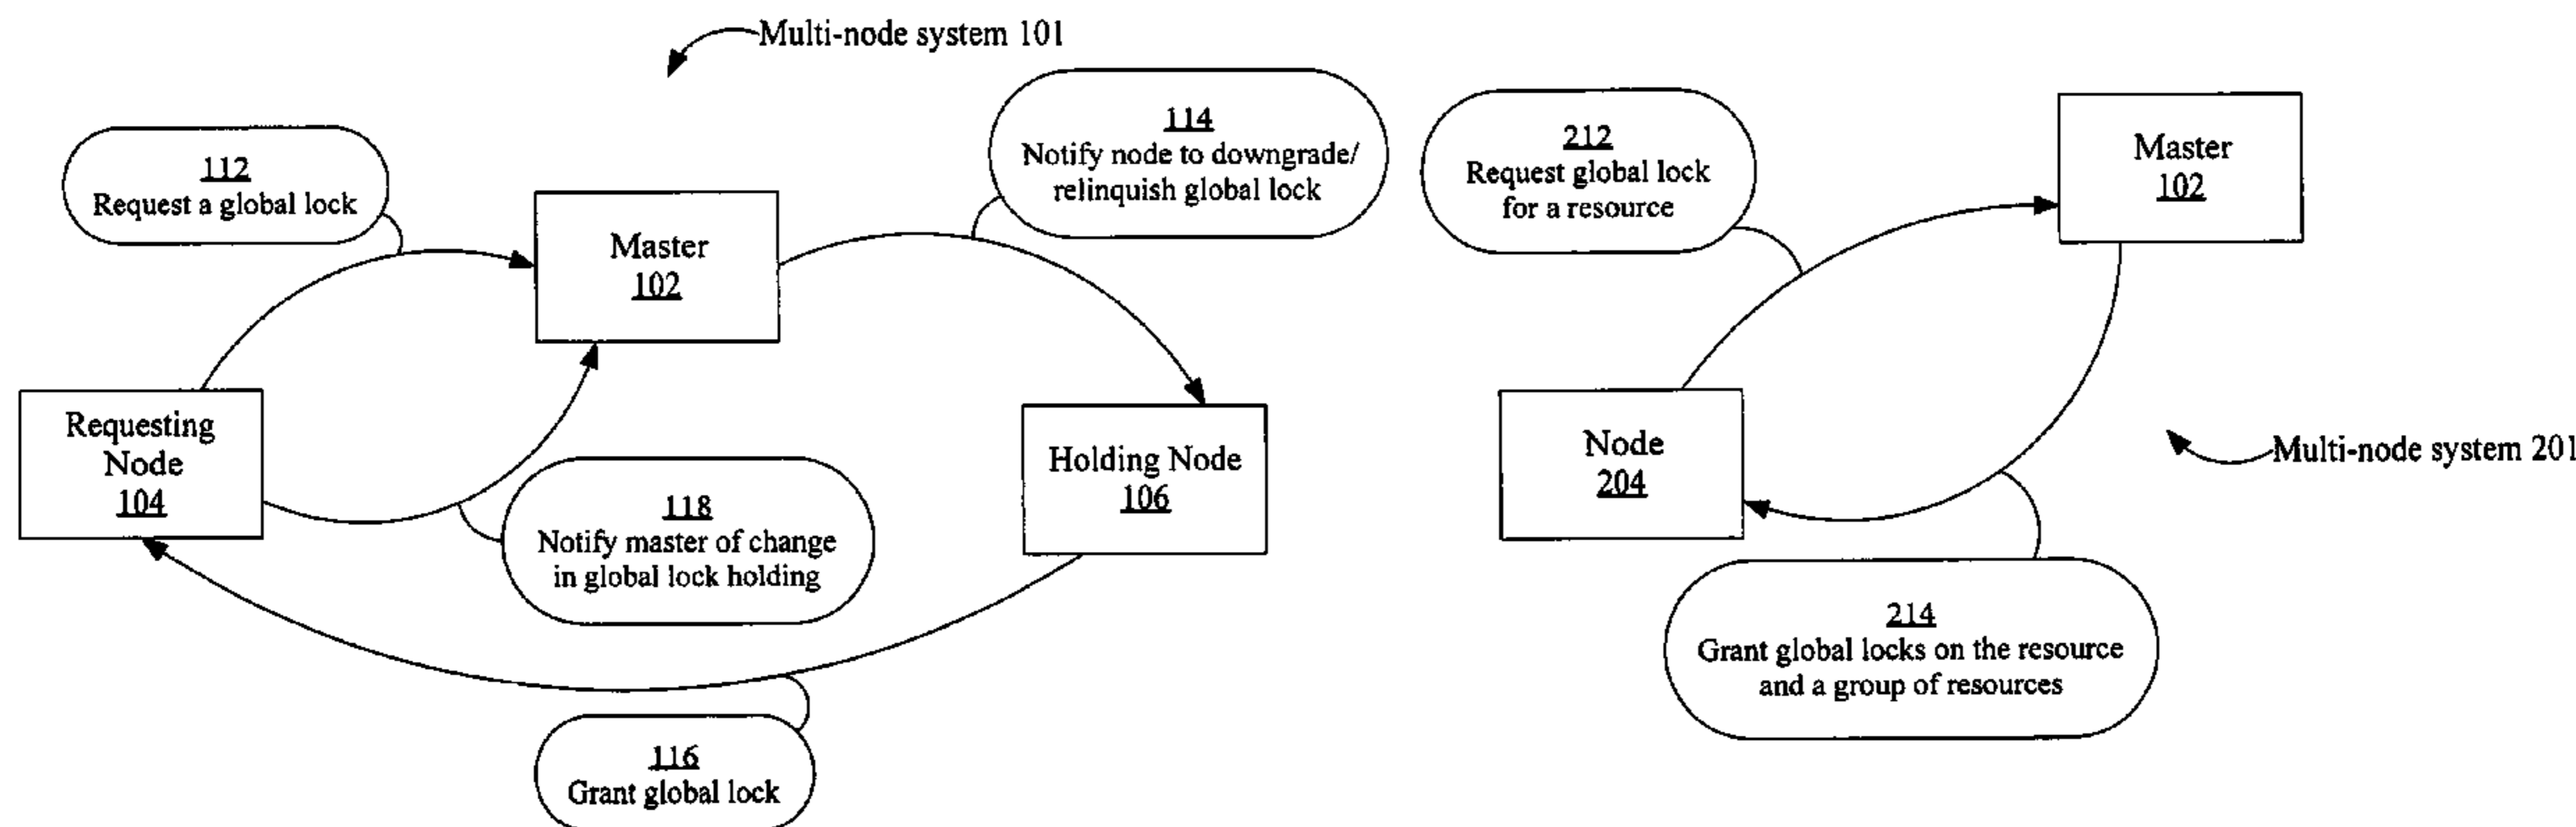 Multi-node system 101
112
Request a global lock
Master
102
114
Notify node to downgrade/
relinquish global lock
Requesting
Node
104
118
Notify master of change
in global lock holding
Holding Node
106
116
Grant global lock
212
Request global lock
for a resource
Master
102
Node
204
Multi-node system 201
214
Grant global locks on the resource
and a group of resources